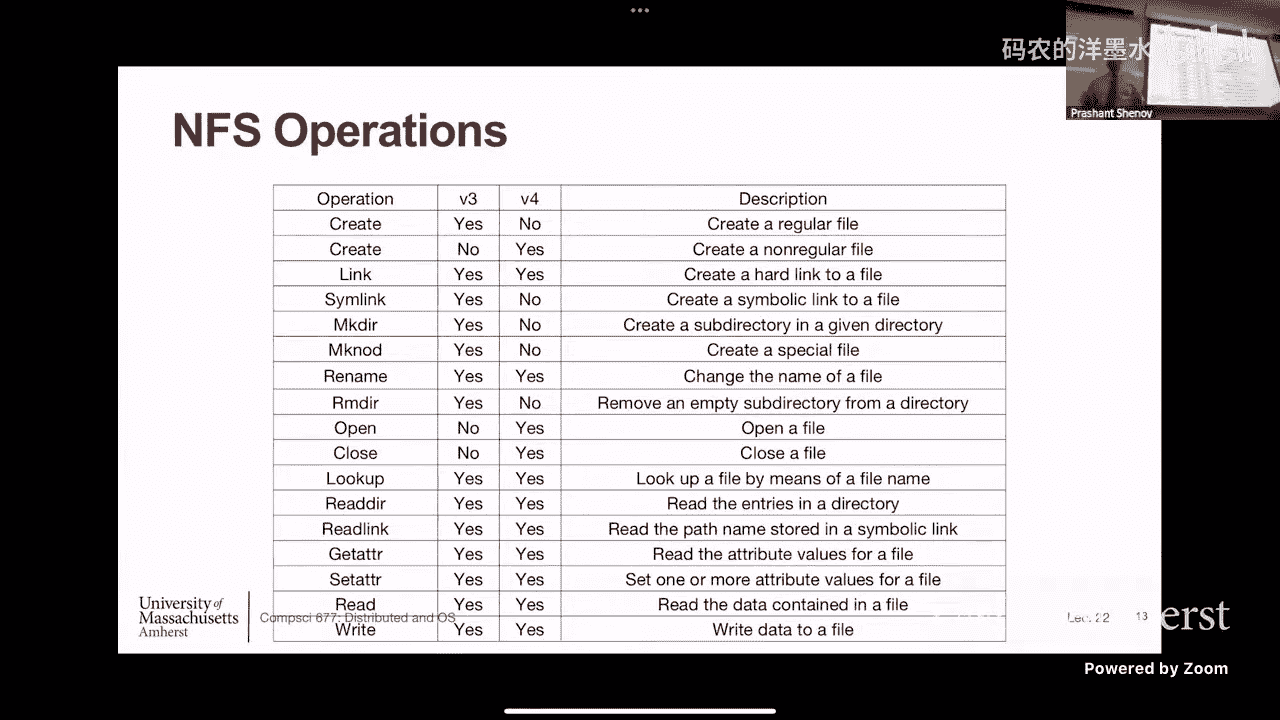 码农的洋墨水
Prashant Shenoy
NFS Operations
Operation v3 v4 Description
Create Yes No Create a regular file
Create No Yes Create a nonregular file
Link Yes Yes Create a hard link to a file
Symlink Yes No Create a symbolic link to a file
Mkdir Yes No Create a subdirectory in a given directory
Mknod Yes No Create a special file
Rename Yes Yes Change the name of a file
Rmdir Yes No Remove an empty subdirectory from a directory
Open No Yes Open a file
Close No Yes Close a file
Lookup Yes Yes Look up a file by means of a file name
Readdir Yes Yes Read the entries in a directory
Readlink Yes Yes Read the path name stored in a symbolic link
Getattr Yes Yes Read the attribute values for a file
Setattr Yes Yes Set one or more attribute values for a file
Read Yes Yes Read the data contained in a file
Write Yes Yes Write data to a file
University of
Massachusetts
Amherst
Compsci 677: Distributed and OS
Lec. 22 13
erst
Powered by Zoom